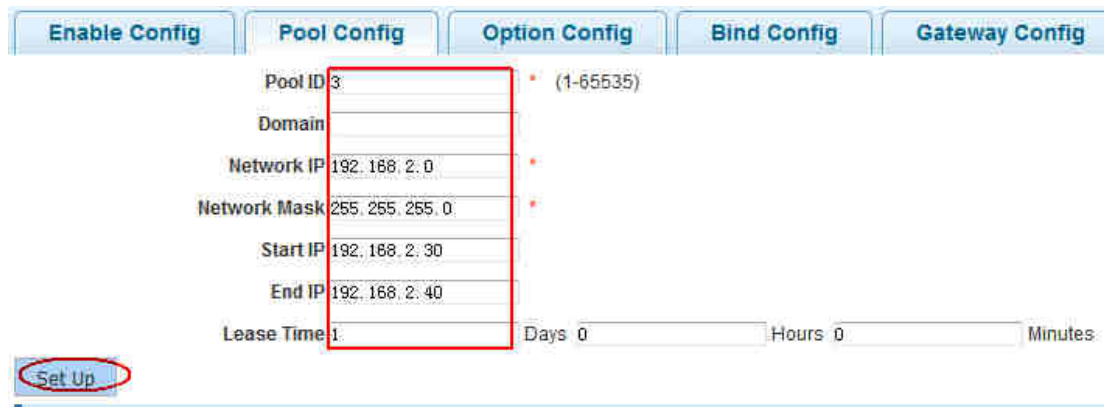 Enable Config Pool Config Option Config Bind Config Gateway Config
Pool ID 3 * (1-65535)
Domain
Network IP 192.168.2.0 *
Network Mask 255.255.255.0 *
Start IP 192.168.2.30
End IP 192.168.2.40
Lease Time 1 Days 0 Hours 0 Minutes
Set Up